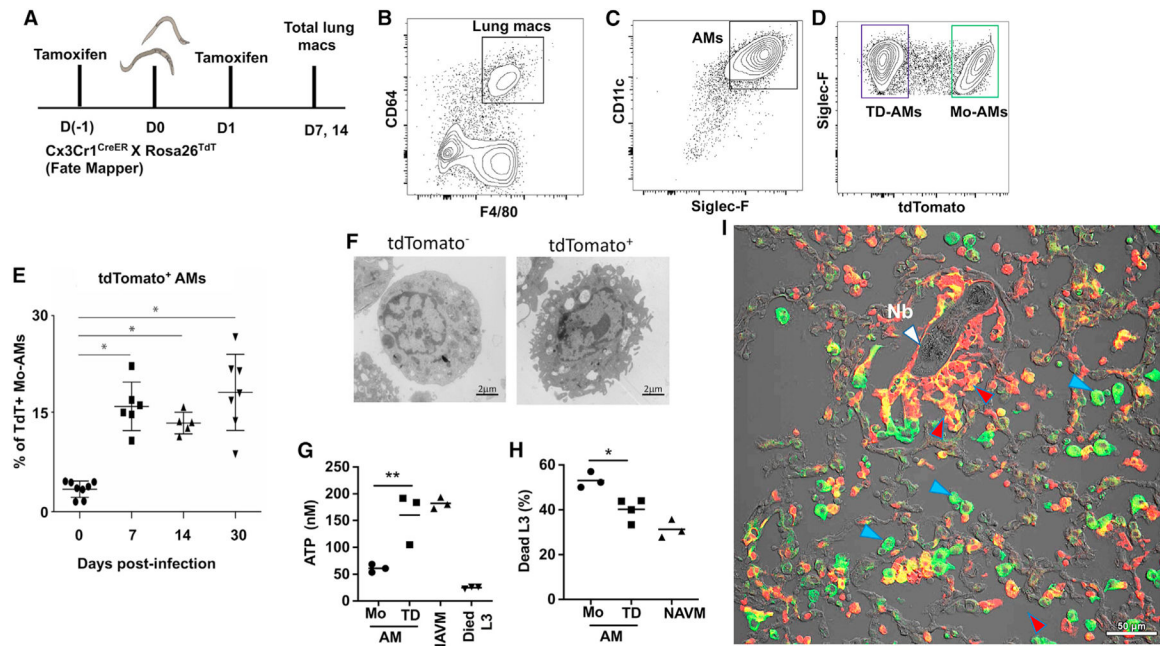 A
Tamoxifen
Tamoxifen
Total lung
macs
D(-1)
D0
D1
D7, 14
Cx3Cr1CreER X Rosa26TdT
(Fate Mapper)
B
Lung macs
CD64
F4/80
C
AMs
CD11c
Siglec-F
D
Siglec-F
TD-AMs
Mo-AMs
tdTomato
E
tdTomato+ AMs
% of TdT+ Mo-AMs
30
15
0
*
*
*
0
7
14
30
Days post-infection
F
tdTomato-
tdTomato+
2μm
2μm
G
ATP (nM)
250
200
150
100
50
0
**
Mo
TD
AM
NAVM
Died
L3
H
Dead L3 (%)
60
40
20
0
*
Mo
TD
AM
NAVM
I
Nb
50 μm